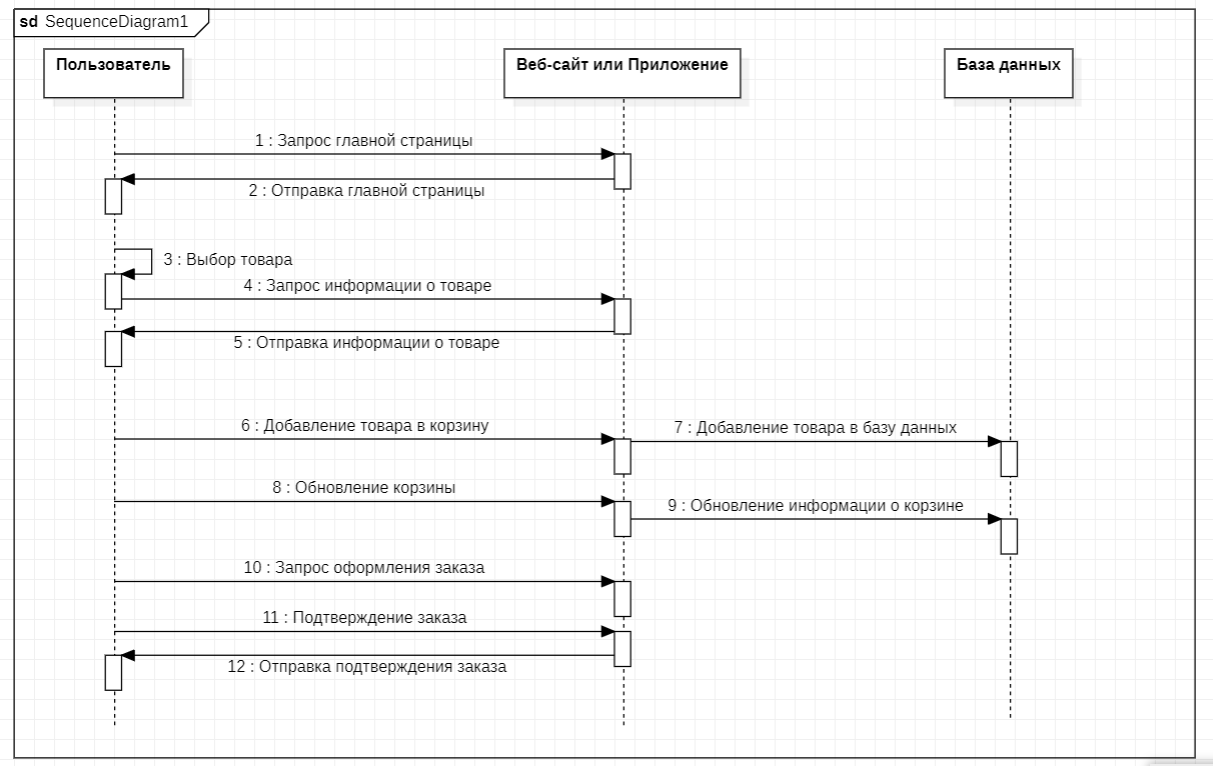 sd SequenceDiagram1
Пользователь
Веб-сайт или Приложение
База данных
1 : Запрос главной страницы
2 : Отправка главной страницы
3 : Выбор товара
4 : Запрос информации о товаре
5 : Отправка информации о товаре
6 : Добавление товара в корзину
7 : Добавление товара в базу данных
8 : Обновление корзины
9 : Обновление информации о корзине
10 : Запрос оформления заказа
11 : Подтверждение заказа
12 : Отправка подтверждения заказа